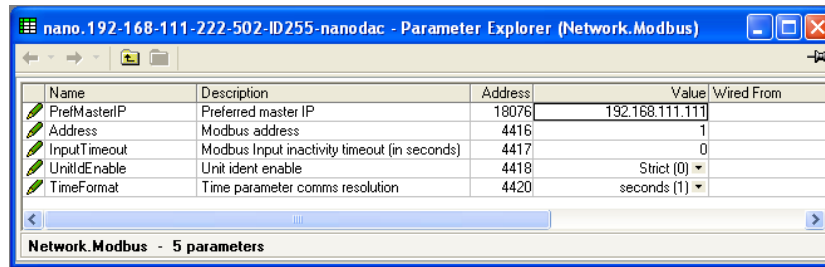 nano.192-168-111-222-502-ID255-nanodac - Parameter Explorer (Network.Modbus)
Name Description Address Value Wired From
PrefMasterIP Preferred master IP 18076 192.168.111.111
Address Modbus address 4416 1
InputTimeout Modbus Input inactivity timeout (in seconds) 4417 0
UnitIdEnable Unit ident enable 4418 Strict (0)
TimeFormat Time parameter comms resolution 4420 seconds (1)
Network.Modbus - 5 parameters